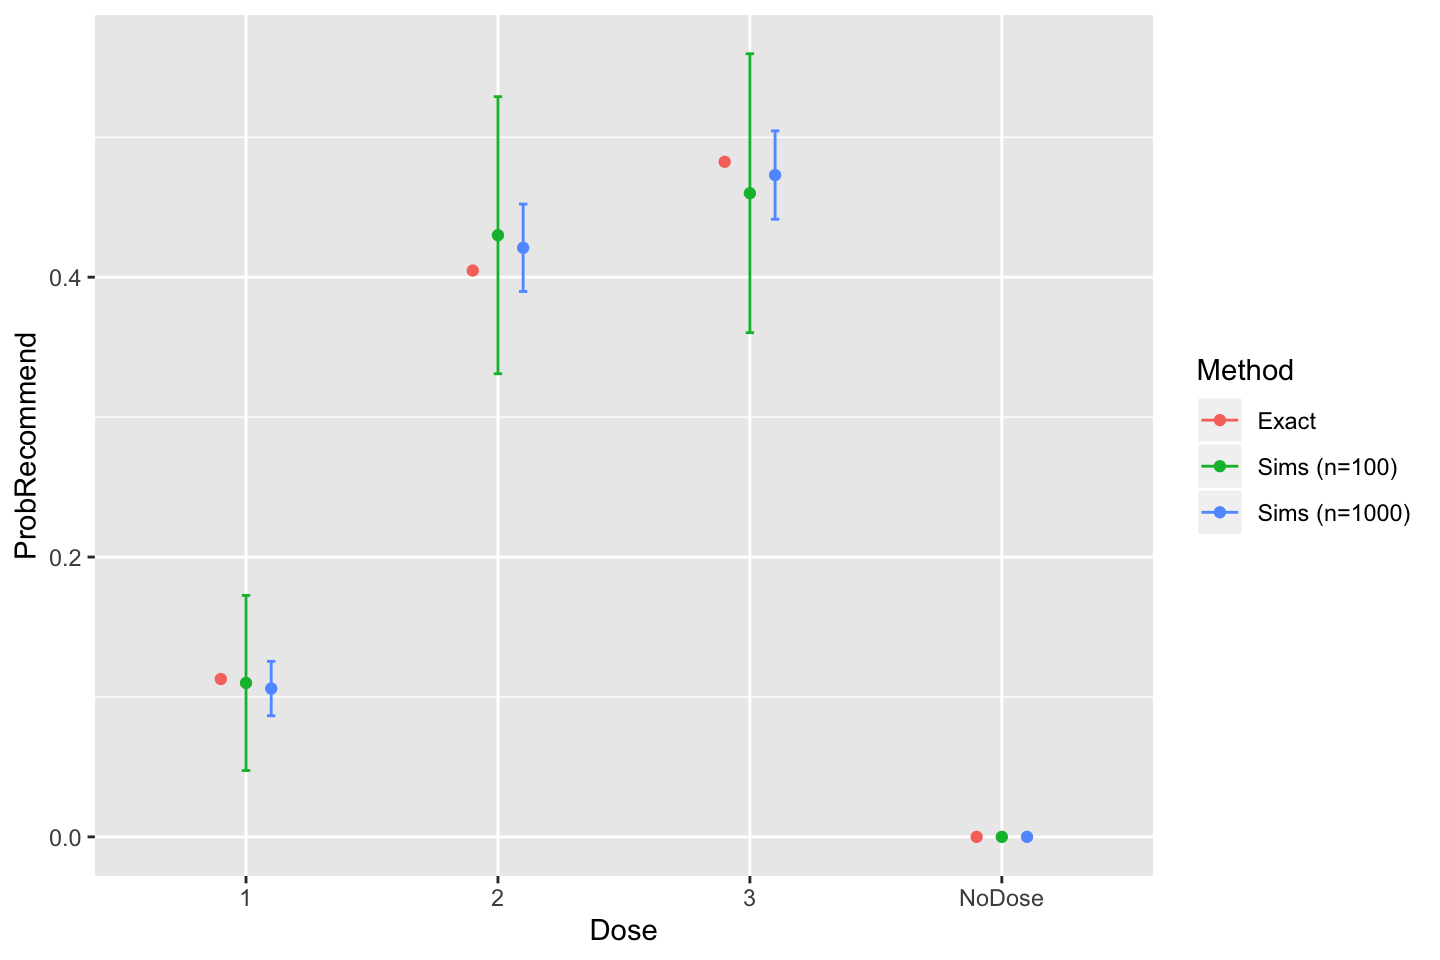 ProbRecommend
0.4
0.2
0.0
1
2
3
NoDose
Dose
Method
Exact
Sims (n=100)
Sims (n=1000)